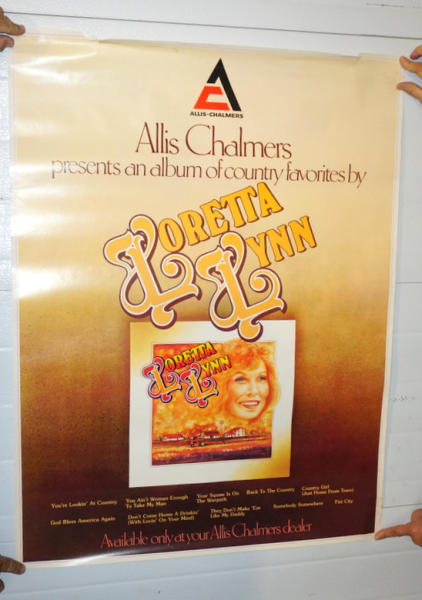 ALLIS-CHALMERS
Allis Chalmers
presents an album of country favorites by
LORETTA
LYNN
LORETTA
LYNN
You're Lookin' At Country
You Ain't Woman Enough
To Take My Man
Your Squaw Is On
The Warpath
Back To The Country
Country Girl
(Just Home From Town)
God Bless America Again
Don't Come Home A Drinkin'
(With Lovin' On Your Mind)
They Don't Make 'Em
Like My Daddy
Somebody Somewhere
Fist City
Available only at your Allis Chalmers dealer